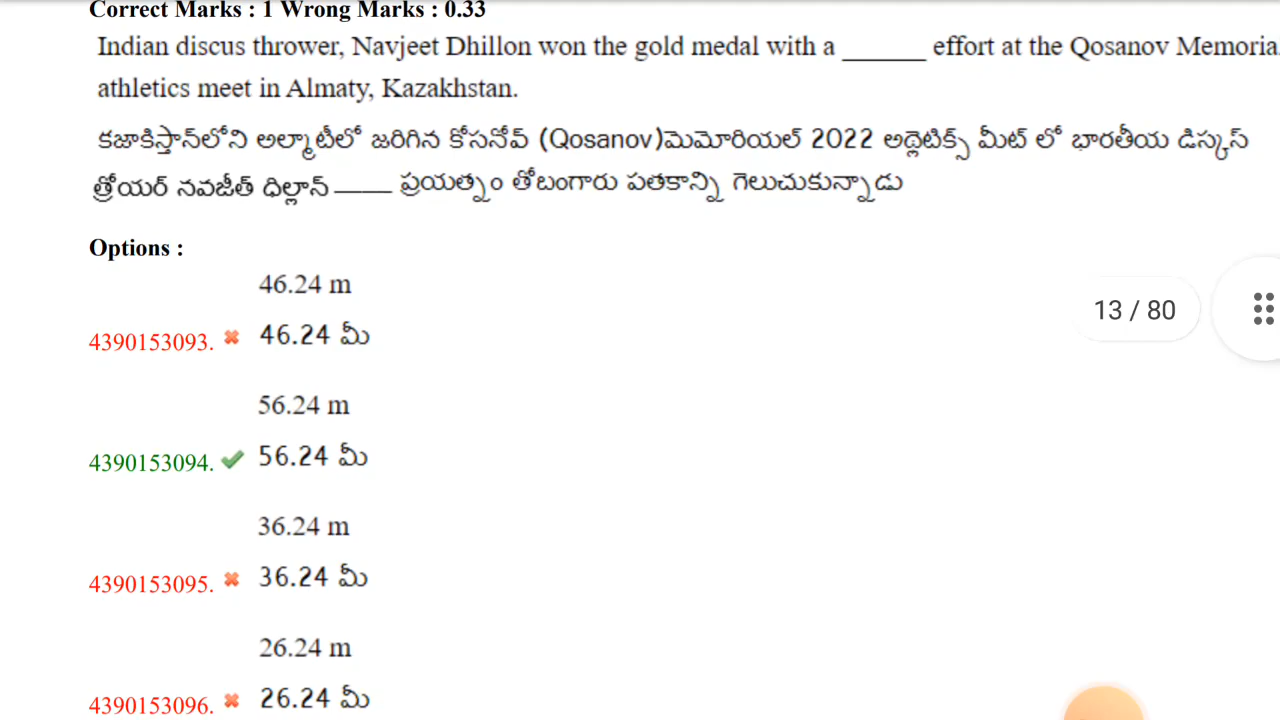 Correct Marks : 1 Wrong Marks : 0.33
Indian discus thrower, Navjeet Dhillon won the gold medal with a ______ effort at the Qosanov Memoria
athletics meet in Almaty, Kazakhstan.
కజాకిస్తాన్‌లోని అల్మాటీలో జరిగిన కోసనోవ్ (Qosanov)మెమోరియల్ 2022 అథ్లెటిక్స్ మీట్ లో భారతీయ డిస్కస్
త్రోయర్ నవజీత్ ధిల్లాన్ ______ ప్రయత్నం తోబంగారు పతకాన్ని గెలుచుకున్నాడు
Options :
46.24 m
4390153093. ✖ 46.24 మీ
13 / 80
56.24 m
4390153094. ✔ 56.24 మీ
36.24 m
4390153095. ✖ 36.24 మీ
26.24 m
4390153096. ✖ 26.24 మీ